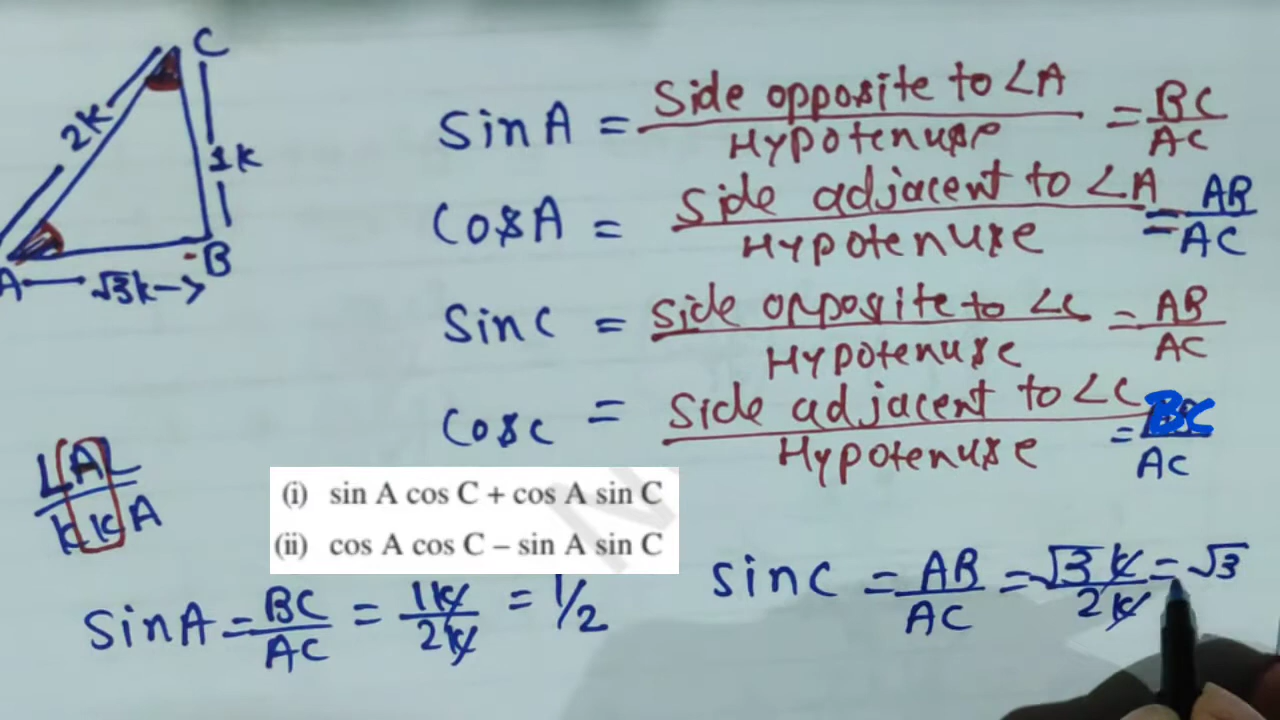 C
2k
1k
A
√3k->
B
Sin A = Side opposite to ∠A / Hypotenuse = BC / AC
Cos A = Side adjacent to ∠A / Hypotenuse = AB / AC
Sin C = Side opposite to ∠C / Hypotenuse = AB / AC
Cos C = Side adjacent to ∠C / Hypotenuse = BC / AC
LAL
KKA
(i) sin A cos C + cos A sin C
(ii) cos A cos C – sin A sin C
Sin A = BC / AC = 1k / 2k = 1/2
Sin C = AB / AC = √3 k / 2k = √3